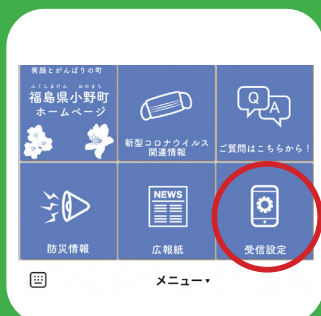 笑顔とがんばりの町
ふくしまけん おのまち
福島県小野町
ホームページ
新型コロナウイルス
関連情報
Q
A
ご質問はこちらから！
防災情報
NEWS
広報紙
受信設定
メニュー▾